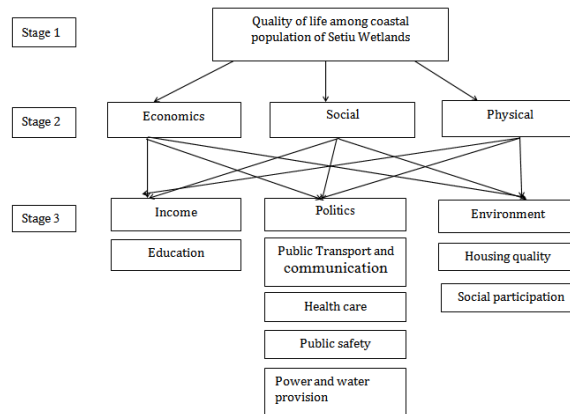 Stage 1
Quality of life among coastal
population of Setiu Wetlands
Stage 2
Economics
Social
Physical
Stage 3
Income
Politics
Environment
Education
Public Transport and
communication
Housing quality
Health care
Social participation
Public safety
Power and water
provision